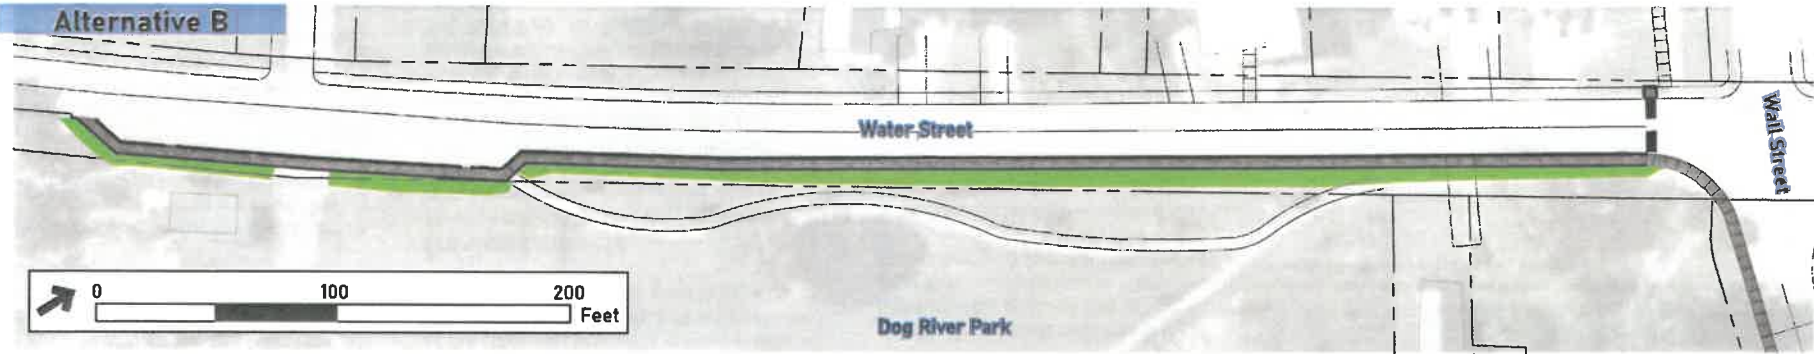 Alternative B
Water Street
Wall Street
0 100 200
Feet
Dog River Park